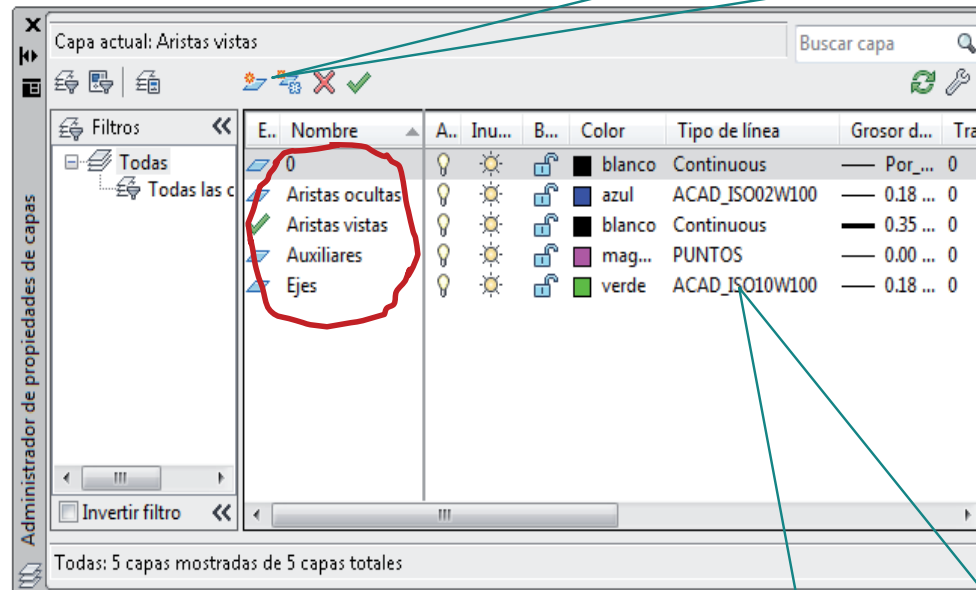 Capa actual: Aristas vistas
Buscar capa
Filtros
Todas
Todas las c
E.. Nombre A.. Inu... B... Color Tipo de línea Grosor d... Tra
0 blanco Continuous Por_... 0
Aristas ocultas azul ACAD_ISO02W100 0.18 ... 0
Aristas vistas blanco Continuous 0.35 ... 0
Auxiliares mag... PUNTOS 0.00 ... 0
Ejes verde ACAD_ISO10W100 0.18 ... 0
Invertir filtro
Todas: 5 capas mostradas de 5 capas totales
Administrador de propiedades de capas